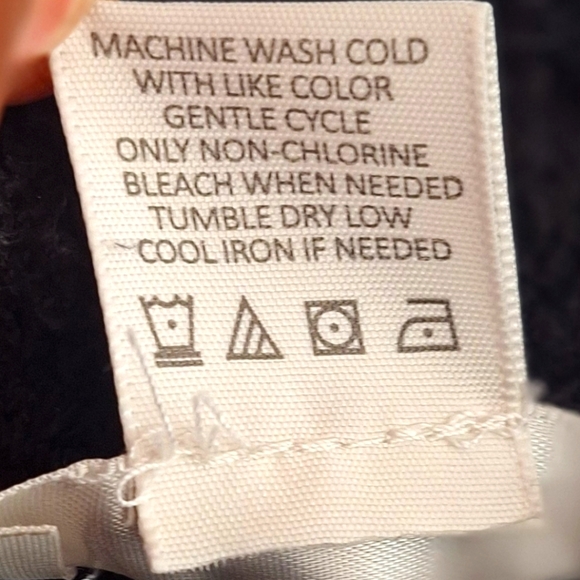 MACHINE WASH COLD
WITH LIKE COLOR
GENTLE CYCLE
ONLY NON-CHLORINE
BLEACH WHEN NEEDED
TUMBLE DRY LOW
COOL IRON IF NEEDED